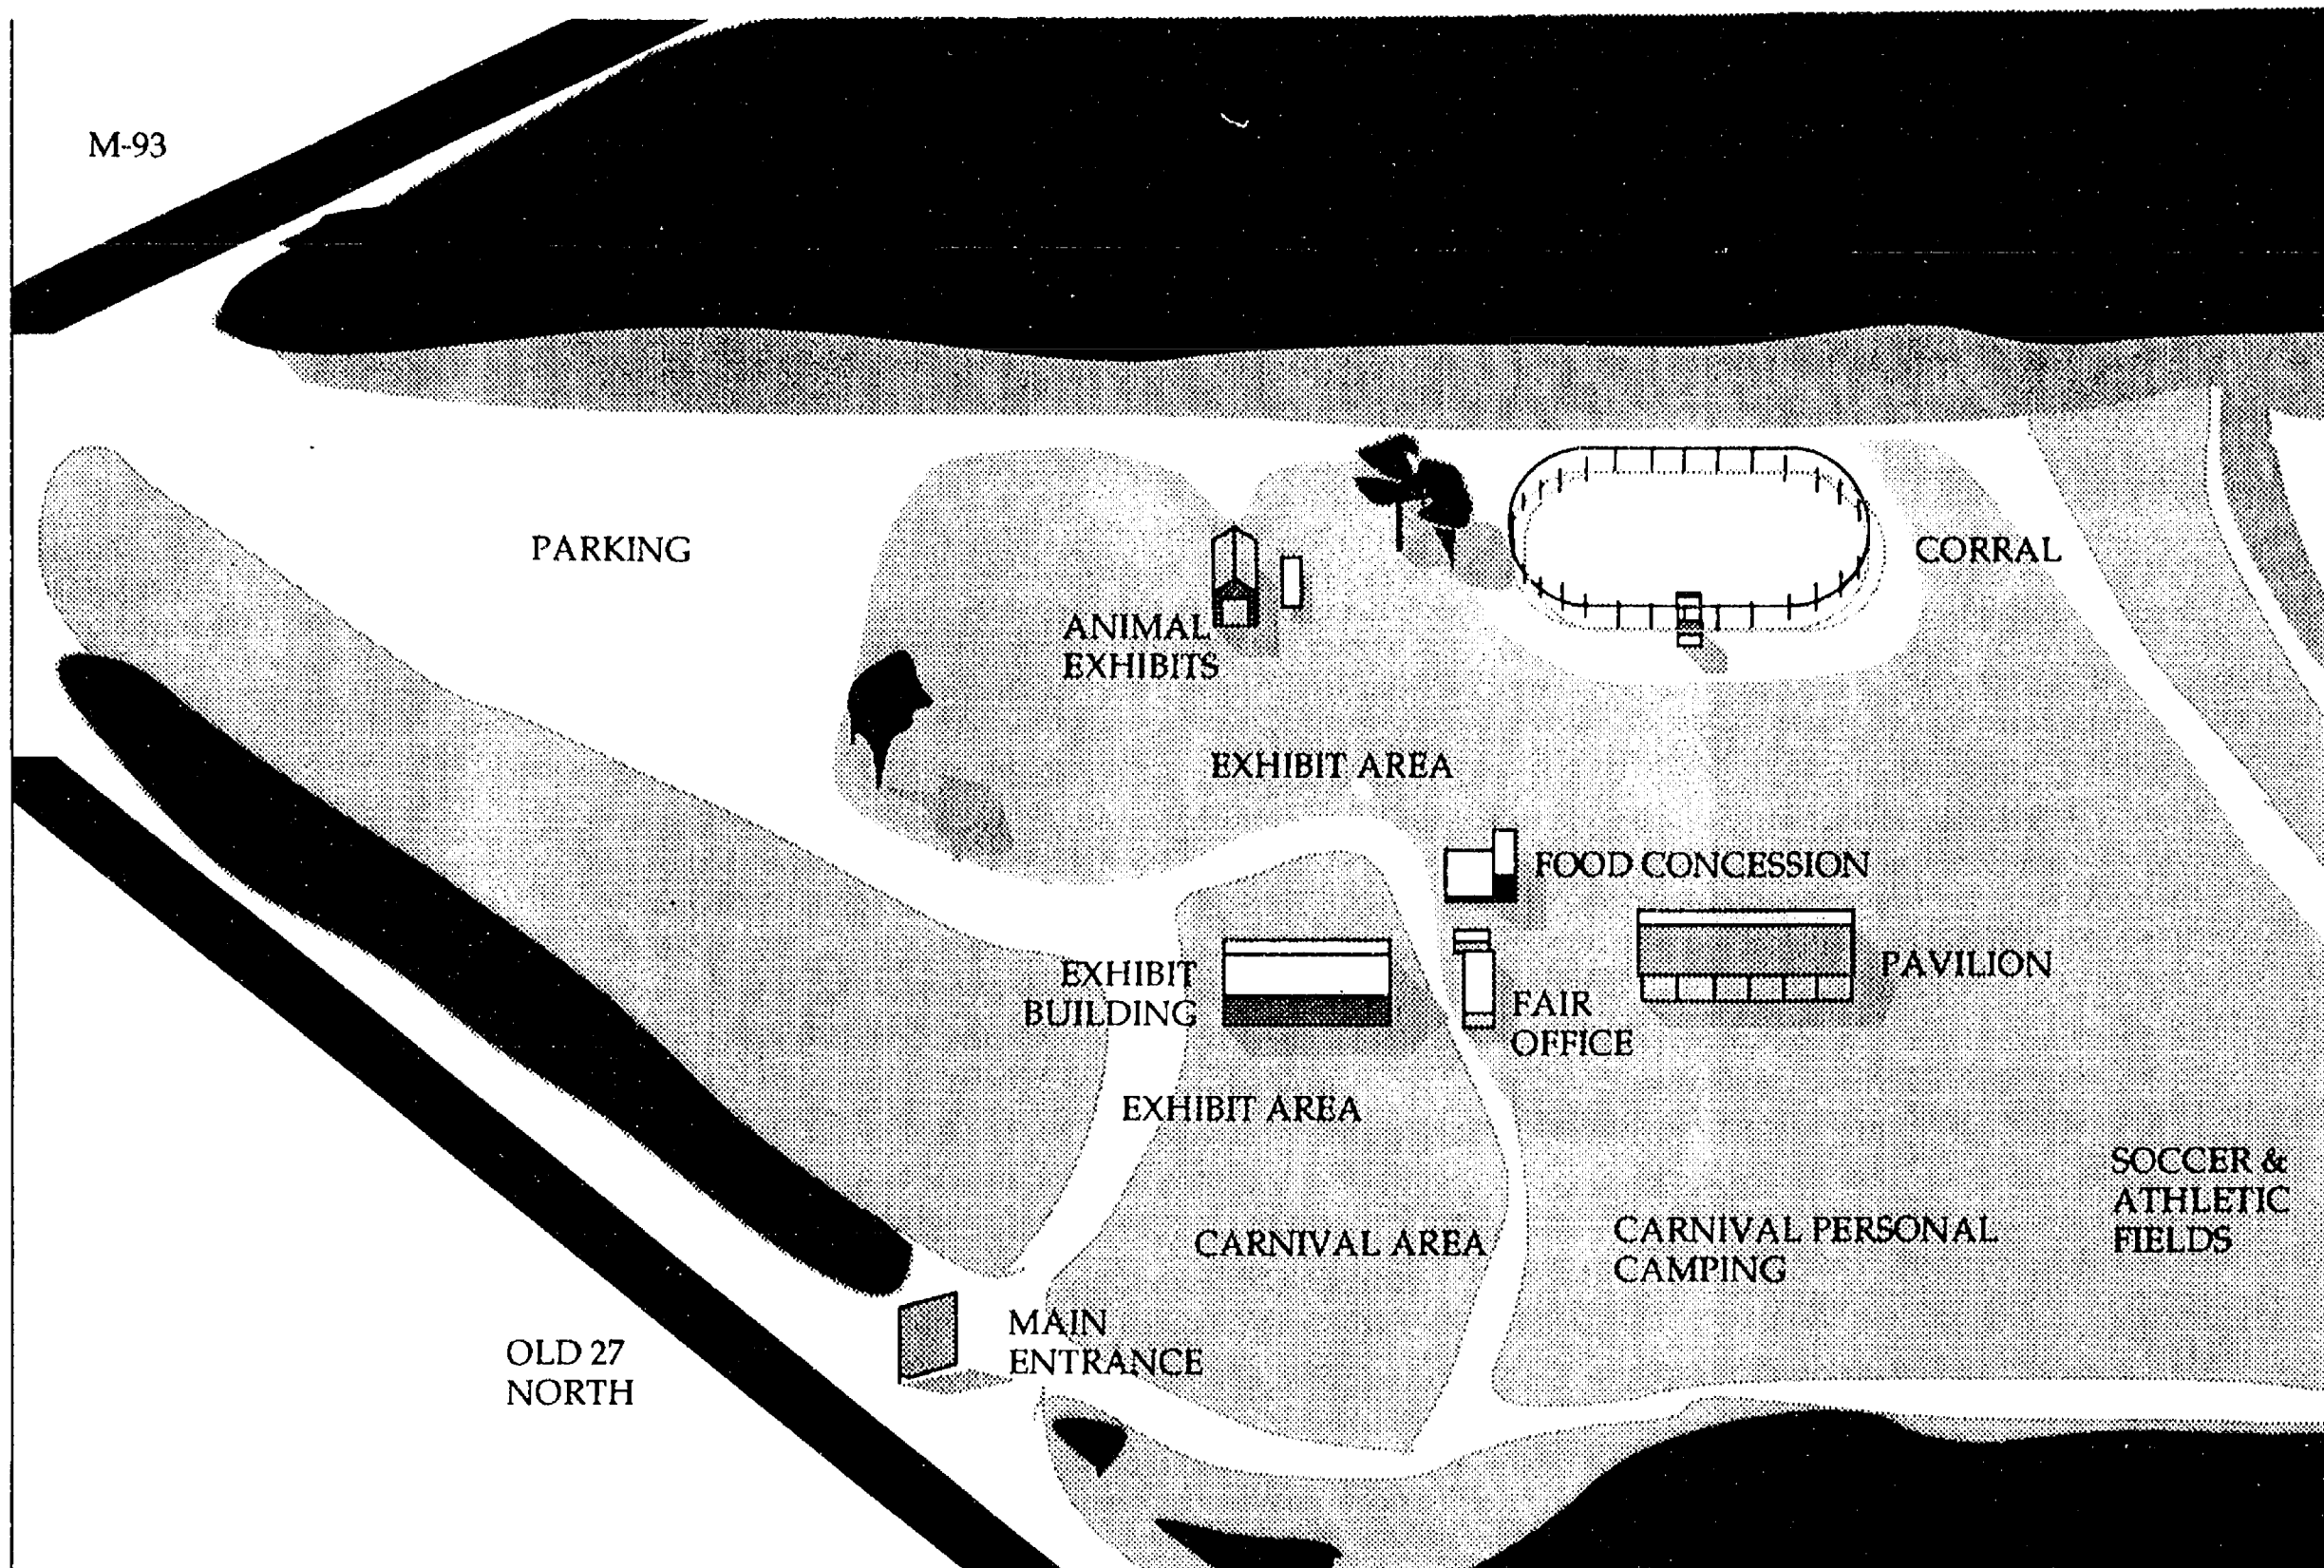 M-93
PARKING
CORRAL
ANIMAL
EXHIBITS
EXHIBIT AREA
FOOD CONCESSION
EXHIBIT
BUILDING
PAVILION
FAIR
OFFICE
EXHIBIT AREA
SOCCER &
ATHLETIC
FIELDS
CARNIVAL AREA
CARNIVAL PERSONAL
CAMPING
MAIN
ENTRANCE
OLD 27
NORTH